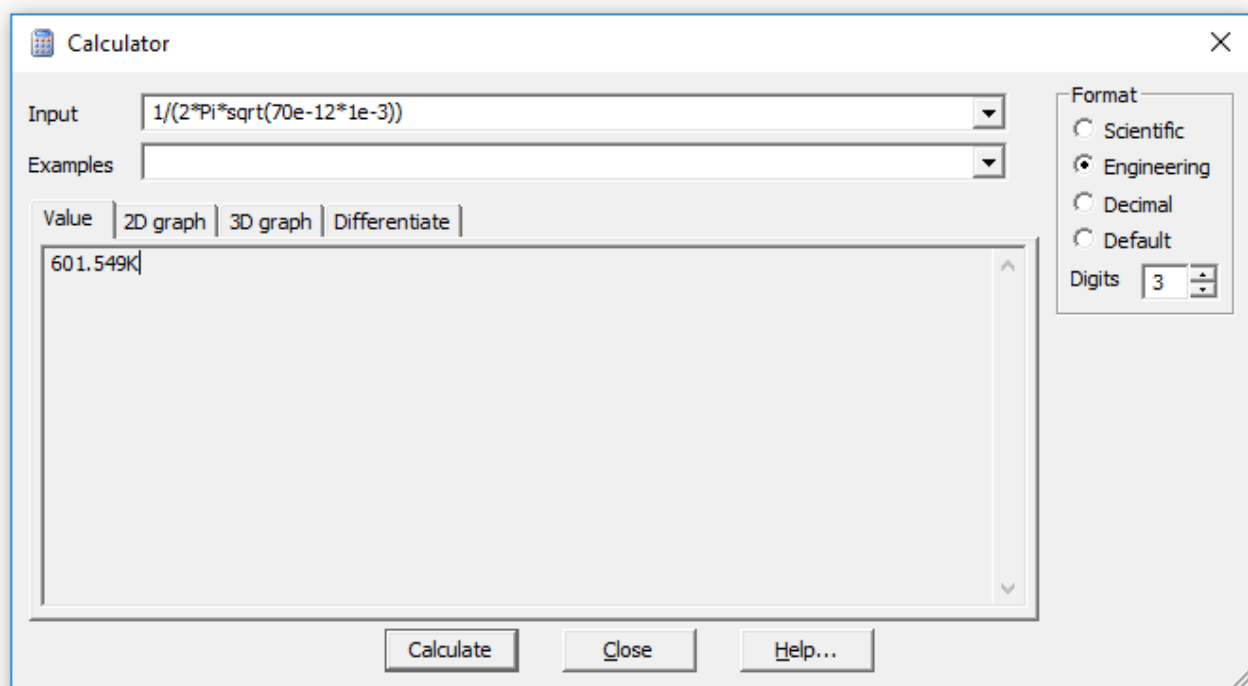 Calculator
Input 1/(2*Pi*sqrt(70e-12*1e-3))
Examples
Value 2D graph 3D graph Differentiate
601.549K
Format
Scientific
Engineering
Decimal
Default
Digits 3
Calculate Close Help...